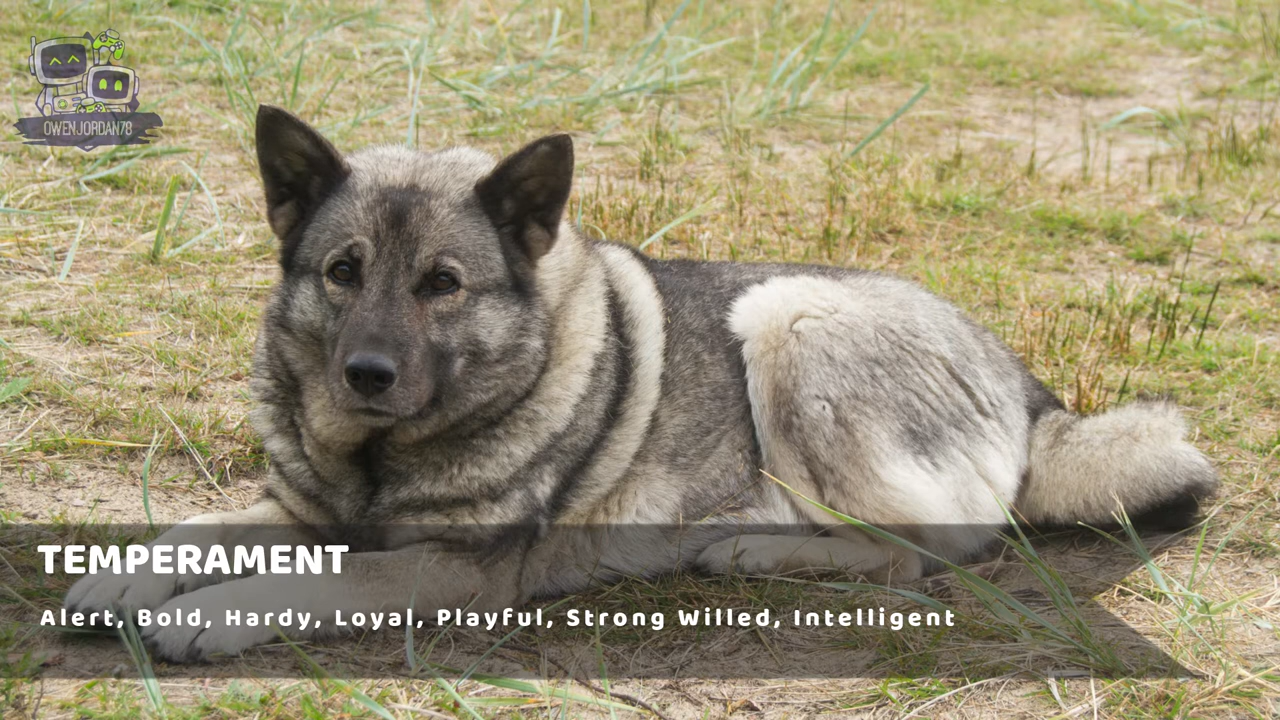 OWENJORDAN78
TEMPERAMENT
Alert, Bold, Hardy, Loyal, Playful, Strong Willed, Intelligent